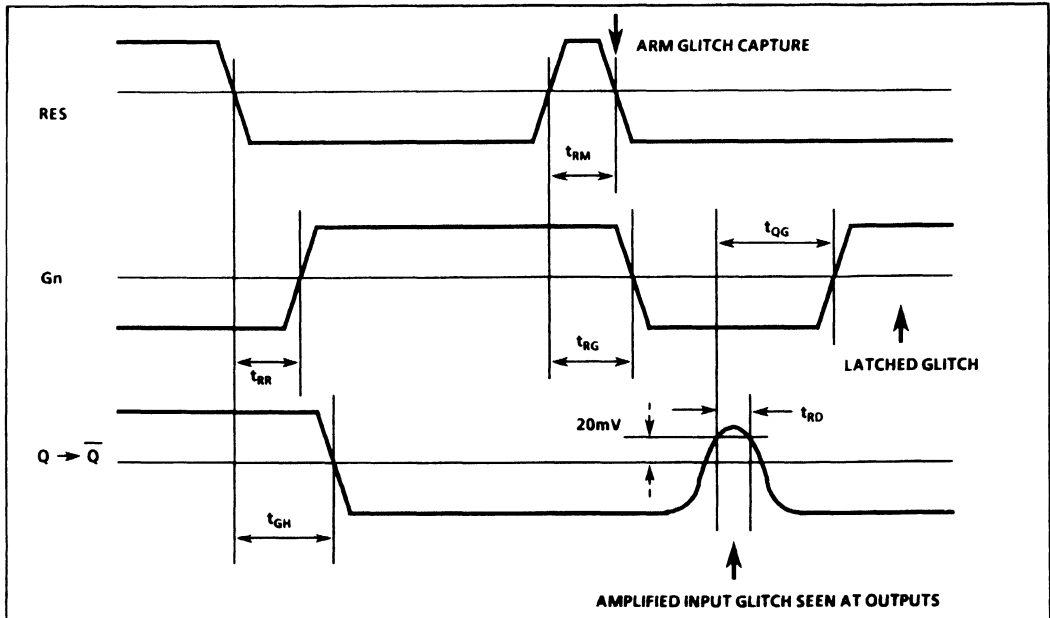 ARM GLITCH CAPTURE
RES
tRM
tQG
Gn
tRR
tRG
LATCHED GLITCH
20mV
tRD
Q → Q̅
tGH
AMPLIFIED INPUT GLITCH SEEN AT OUTPUTS